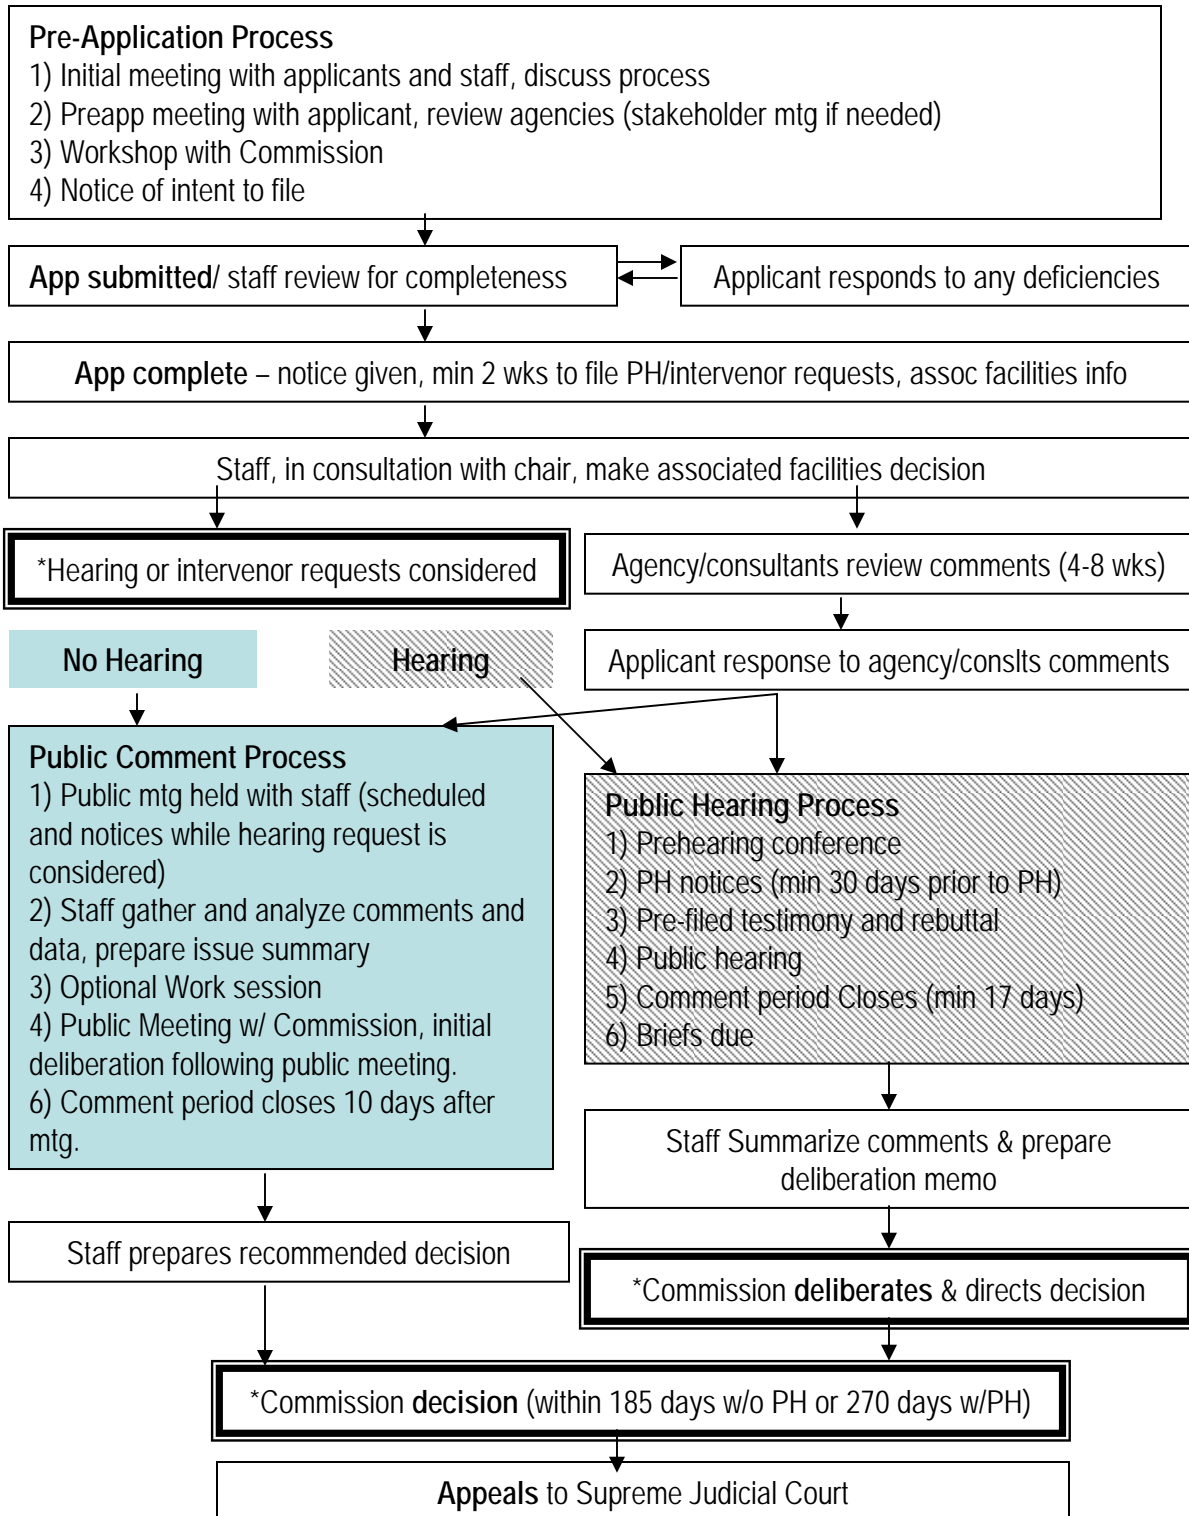 Pre-Application Process
1) Initial meeting with applicants and staff, discuss process
2) Preapp meeting with applicant, review agencies (stakeholder mtg if needed)
3) Workshop with Commission
4) Notice of intent to file
App submitted/ staff review for completeness
Applicant responds to any deficiencies
App complete – notice given, min 2 wks to file PH/intervenor requests, assoc facilities info
Staff, in consultation with chair, make associated facilities decision
*Hearing or intervenor requests considered
Agency/consultants review comments (4-8 wks)
No Hearing
Hearing
Applicant response to agency/conslts comments
Public Comment Process
1) Public mtg held with staff (scheduled
and notices while hearing request is
considered)
2) Staff gather and analyze comments and
data, prepare issue summary
3) Optional Work session
4) Public Meeting w/ Commission, initial
deliberation following public meeting.
6) Comment period closes 10 days after
mtg.
Public Hearing Process
1) Prehearing conference
2) PH notices (min 30 days prior to PH)
3) Pre-filed testimony and rebuttal
4) Public hearing
5) Comment period Closes (min 17 days)
6) Briefs due
Staff Summarize comments & prepare
deliberation memo
Staff prepares recommended decision
*Commission deliberates & directs decision
*Commission decision (within 185 days w/o PH or 270 days w/PH)
Appeals to Supreme Judicial Court